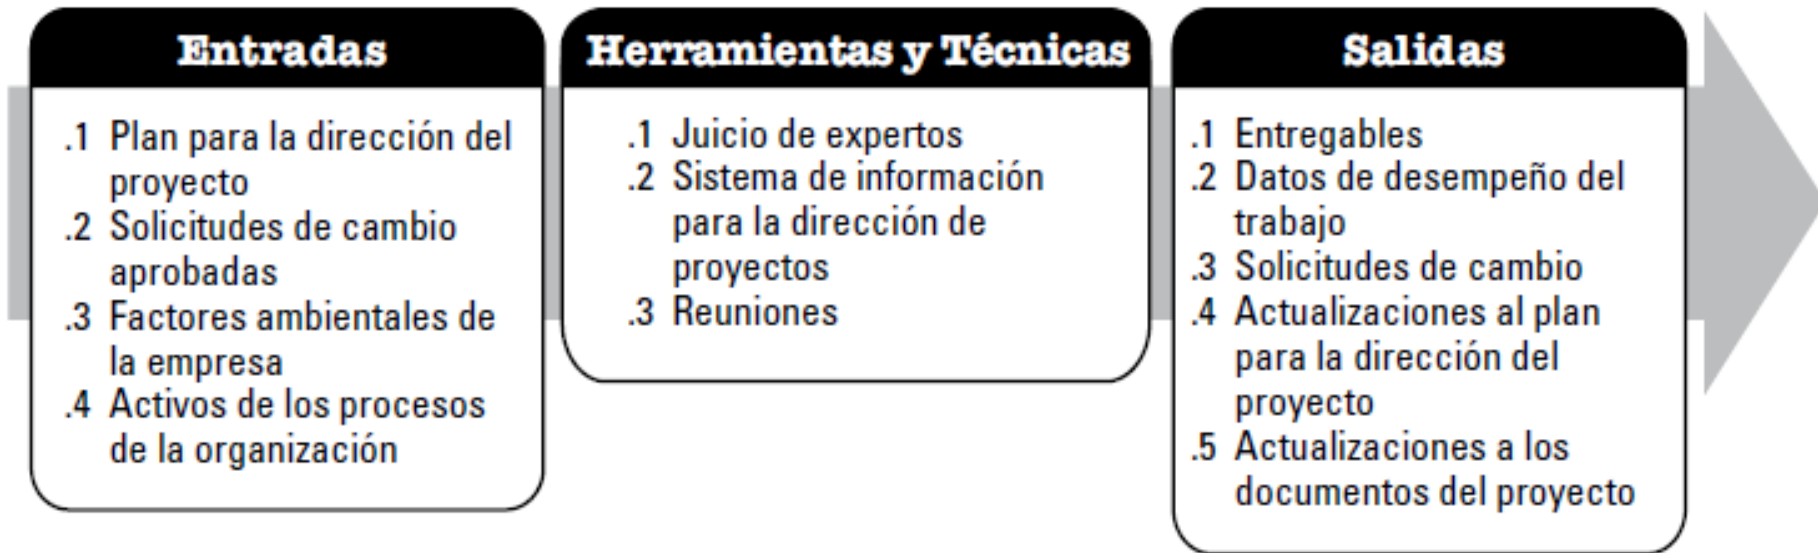 Entradas
.1 Plan para la dirección del
proyecto
.2 Solicitudes de cambio
aprobadas
.3 Factores ambientales de
la empresa
.4 Activos de los procesos
de la organización
Herramientas y Técnicas
.1 Juicio de expertos
.2 Sistema de información
para la dirección de
proyectos
.3 Reuniones
Salidas
.1 Entregables
.2 Datos de desempeño del
trabajo
.3 Solicitudes de cambio
.4 Actualizaciones al plan
para la dirección del
proyecto
.5 Actualizaciones a los
documentos del proyecto